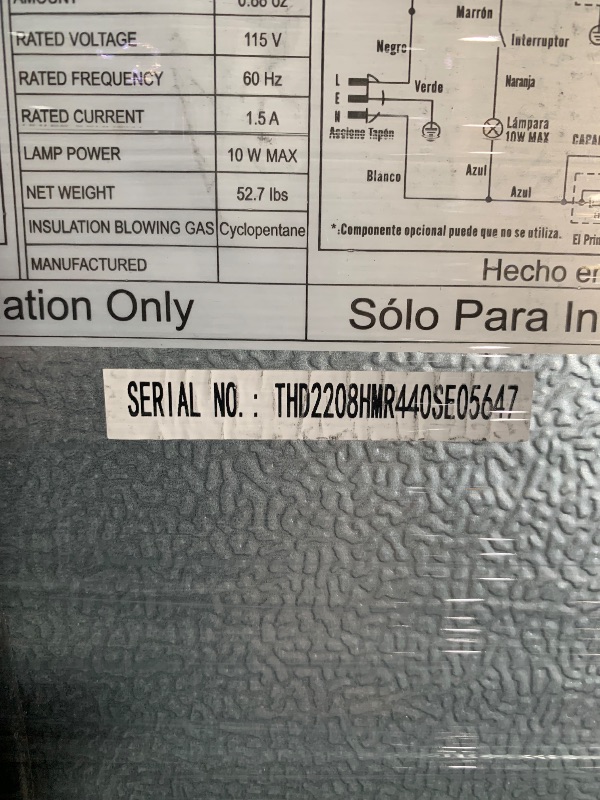 RATED VOLTAGE 115 V
RATED FREQUENCY 60 Hz
RATED CURRENT 1.5 A
LAMP POWER 10 W MAX
NET WEIGHT 52.7 lbs
INSULATION BLOWING GAS Cyclopentane
MANUFACTURED
ation Only
Marrón
Negro
Interruptor
L
E
N
Verde
Naranja
Lámpara
10W MAX
Blanco
Azul
Azul
*.Componente opcional puede que no se utiliza.
Hecho en
Sólo Para In
SERIAL NO.: THD2208HMR440SE05647